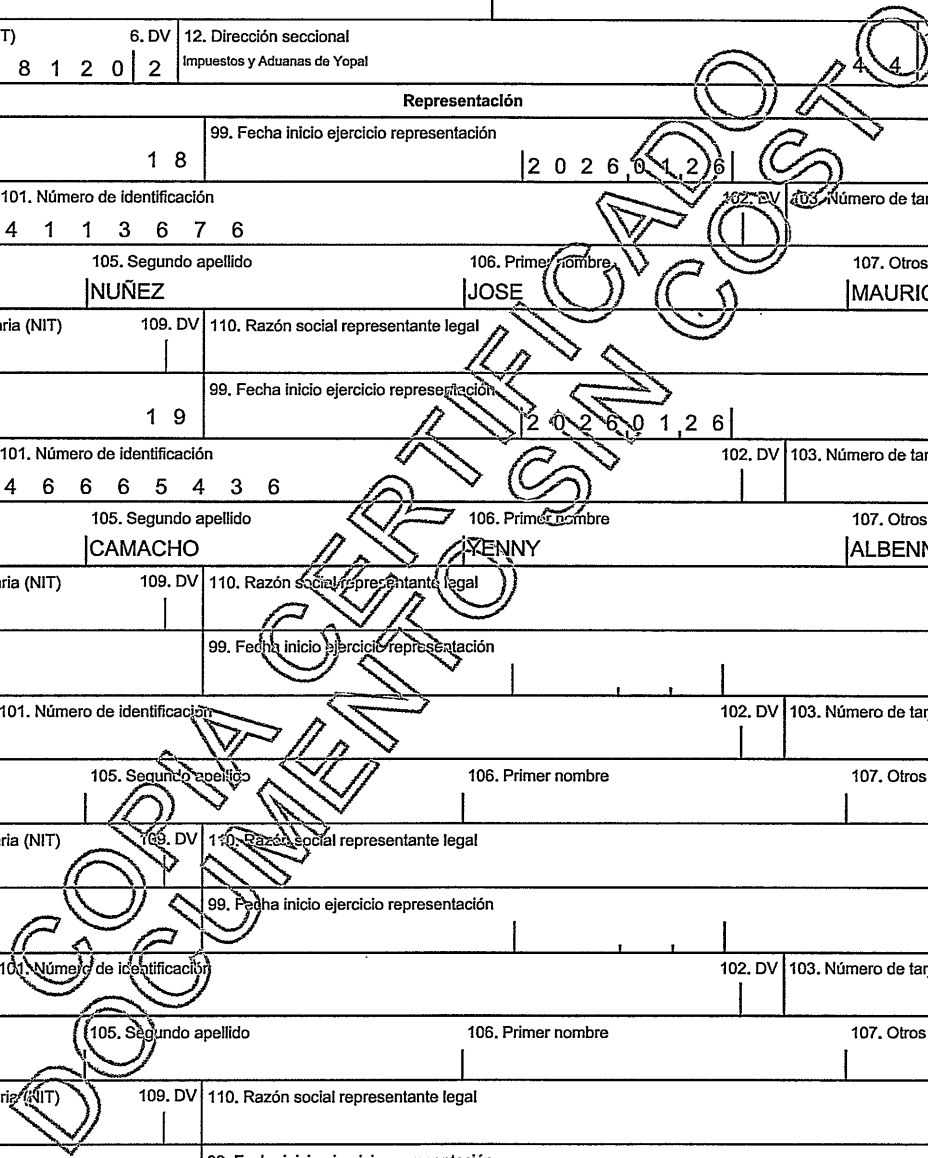 T) 6. DV 12. Dirección seccional
8 1 2 0 2 Impuestos y Aduanas de Yopal 4 4
Representación
99. Fecha inicio ejercicio representación
1 8 2 0 2 6 0 1 2 6
101. Número de identificación 102. DV 103. Número de tar
4 1 1 3 6 7 6
105. Segundo apellido 106. Primer nombre 107. Otros
NUÑEZ JOSE MAURIC
ria (NIT) 109. DV 110. Razón social representante legal
99. Fecha inicio ejercicio representación
1 9 2 0 2 6 0 1 2 6
101. Número de identificación 102. DV 103. Número de tar
4 6 6 6 5 4 3 6
105. Segundo apellido 106. Primer nombre 107. Otros
CAMACHO YENNY ALBENN
ria (NIT) 109. DV 110. Razón social representante legal
99. Fecha inicio ejercicio representación
101. Número de identificación 102. DV 103. Número de tar
105. Segundo apellido 106. Primer nombre 107. Otros
ria (NIT) 109. DV 110. Razón social representante legal
99. Fecha inicio ejercicio representación
101. Número de identificación 102. DV 103. Número de tar
105. Segundo apellido 106. Primer nombre 107. Otros
ria (NIT) 109. DV 110. Razón social representante legal
99. Fecha inicio ejercicio representación
COPIA CERTIFICADO
DOCUMENTO SIN COSTO